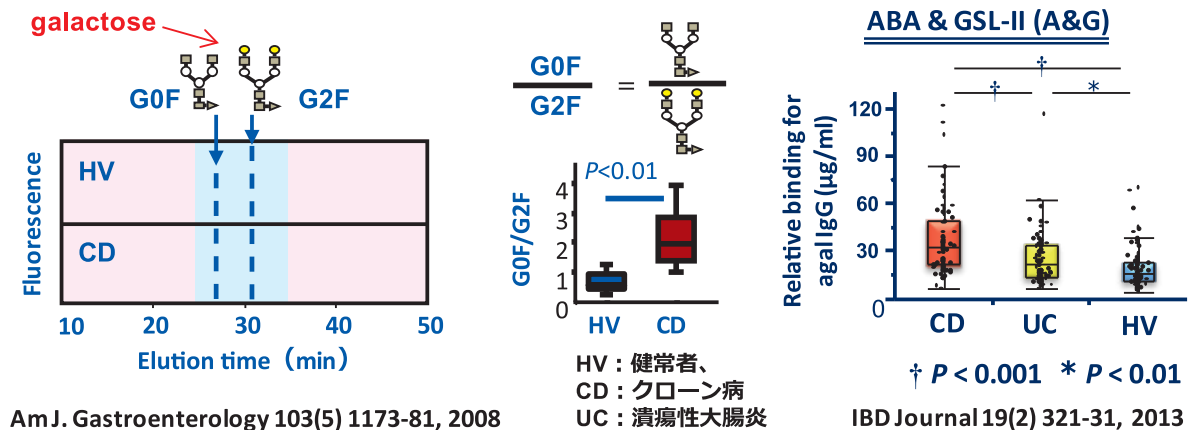 galactose
G0F
G2F
Fluorescence
HV
CD
10
20
30
40
50
Elution time (min)
Am J. Gastroenterology 103(5) 1173-81, 2008
G0F
G2F
=
P<0.01
G0F/G2F
4
3
2
1
0
HV
CD
HV：健常者、
CD：クローン病
UC：潰瘍性大腸炎
ABA & GSL-II (A&G)
†
†
*
Relative binding for
agal IgG (μg/ml)
120
90
60
30
0
CD
UC
HV
† P < 0.001 * P < 0.01
IBD Journal 19(2) 321-31, 2013